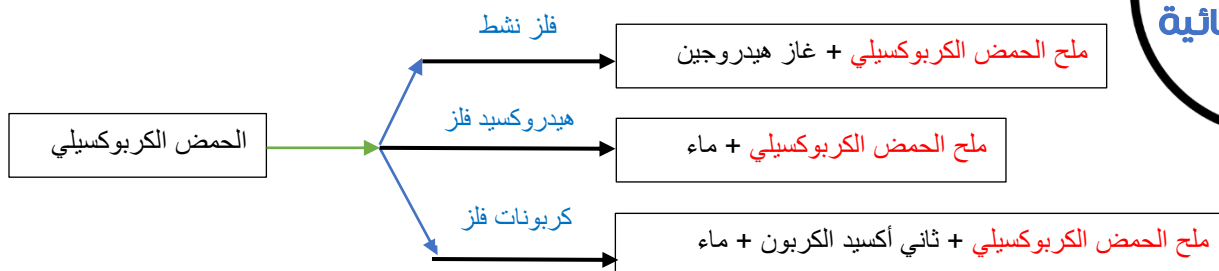 ائية
فلز نشط
ملح الحمض الكربوكسيلي + غاز هيدروجين
هيدروكسيد فلز
الحمض الكربوكسيلي
ملح الحمض الكربوكسيلي + ماء
كربونات فلز
ملح الحمض الكربوكسيلي + ثاني أكسيد الكربون + ماء